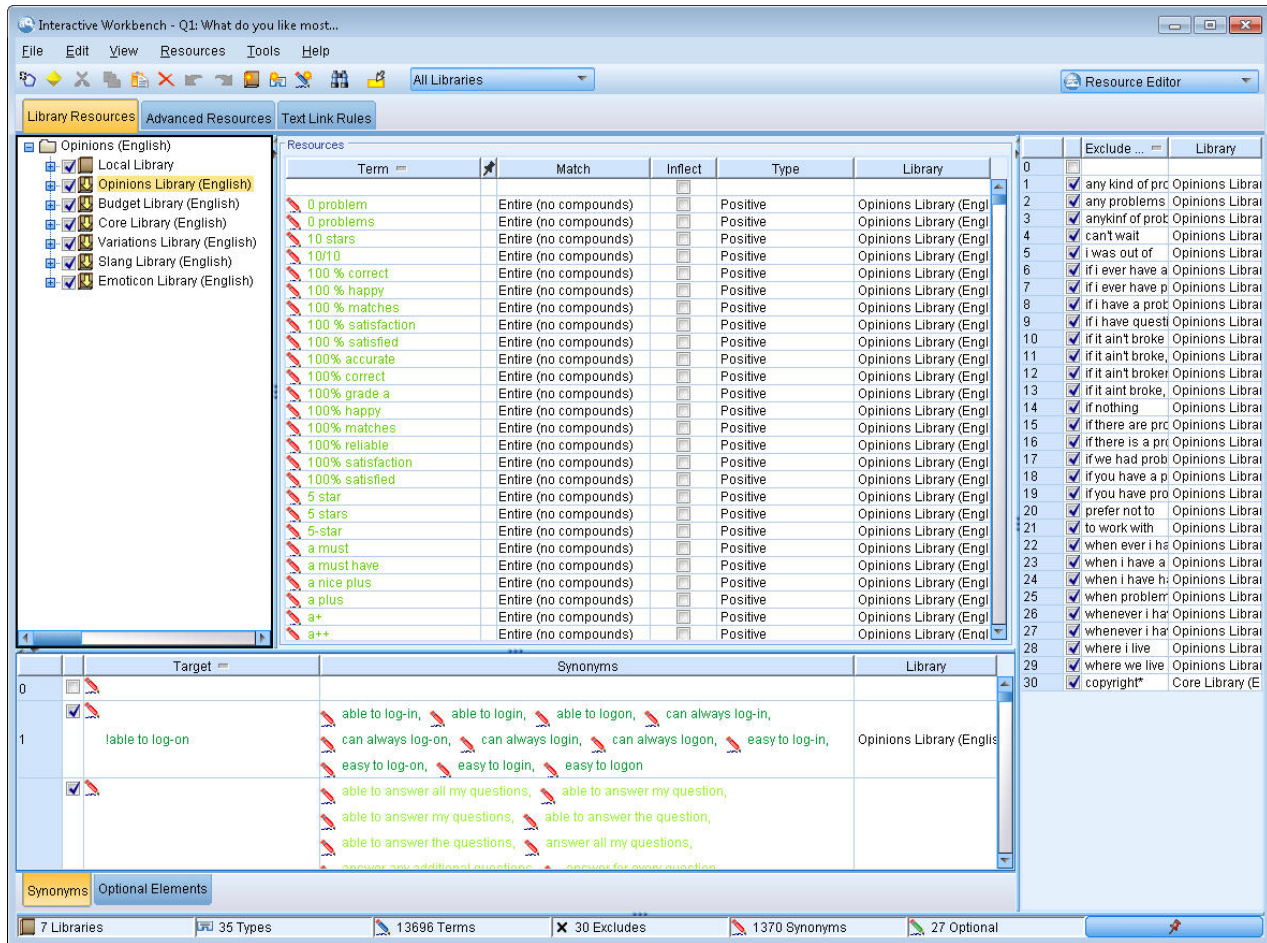 Interactive Workbench - Q1: What do you like most...
File Edit View Resources Tools Help
All Libraries
Resource Editor
Library Resources Advanced Resources Text Link Rules
Opinions (English)
Local Library
Opinions Library (English)
Budget Library (English)
Core Library (English)
Variations Library (English)
Slang Library (English)
Emoticon Library (English)
Resources
Term Match Inflect Type Library
0 problem Entire (no compounds) Positive Opinions Library (Engl
0 problems Entire (no compounds) Positive Opinions Library (Engl
10 stars Entire (no compounds) Positive Opinions Library (Engl
10/10 Entire (no compounds) Positive Opinions Library (Engl
100 % correct Entire (no compounds) Positive Opinions Library (Engl
100 % happy Entire (no compounds) Positive Opinions Library (Engl
100 % matches Entire (no compounds) Positive Opinions Library (Engl
100 % satisfaction Entire (no compounds) Positive Opinions Library (Engl
100 % satisfied Entire (no compounds) Positive Opinions Library (Engl
100% accurate Entire (no compounds) Positive Opinions Library (Engl
100% correct Entire (no compounds) Positive Opinions Library (Engl
100% grade a Entire (no compounds) Positive Opinions Library (Engl
100% happy Entire (no compounds) Positive Opinions Library (Engl
100% matches Entire (no compounds) Positive Opinions Library (Engl
100% reliable Entire (no compounds) Positive Opinions Library (Engl
100% satisfaction Entire (no compounds) Positive Opinions Library (Engl
100% satisfied Entire (no compounds) Positive Opinions Library (Engl
5 star Entire (no compounds) Positive Opinions Library (Engl
5 stars Entire (no compounds) Positive Opinions Library (Engl
5-star Entire (no compounds) Positive Opinions Library (Engl
a must Entire (no compounds) Positive Opinions Library (Engl
a must have Entire (no compounds) Positive Opinions Library (Engl
a nice plus Entire (no compounds) Positive Opinions Library (Engl
a plus Entire (no compounds) Positive Opinions Library (Engl
a+ Entire (no compounds) Positive Opinions Library (Engl
a++ Entire (no compounds) Positive Opinions Library (Engl
Exclude ... Library
0
1 any kind of prc Opinions Librar
2 any problems Opinions Librar
3 anykinf of prob Opinions Librar
4 can't wait Opinions Librar
5 i was out of Opinions Librar
6 if i ever have a Opinions Librar
7 if i ever have p Opinions Librar
8 if i have a prob Opinions Librar
9 if i have questi Opinions Librar
10 if it ain't broke Opinions Librar
11 if it ain't broke, Opinions Librar
12 if it ain't broker Opinions Librar
13 if it aint broke, Opinions Librar
14 if nothing Opinions Librar
15 if there are prc Opinions Librar
16 if there is a prc Opinions Librar
17 if we had prob Opinions Librar
18 if you have a p Opinions Librar
19 if you have pro Opinions Librar
20 prefer not to Opinions Librar
21 to work with Opinions Librar
22 when ever i ha Opinions Librar
23 when i have a Opinions Librar
24 when i have h Opinions Librar
25 when problem Opinions Librar
26 whenever i ha Opinions Librar
27 whenever i ha Opinions Librar
28 where i live Opinions Librar
29 where we live Opinions Librar
30 copyright* Core Library (E
Target Synonyms Library
0
1 !able to log-on Opinions Library (Englis
able to log-in, able to login, able to logon, can always log-in,
can always log-on, can always login, can always logon, easy to log-in,
easy to log-on, easy to login, easy to logon
able to answer all my questions, able to answer my question,
able to answer my questions, able to answer the question,
able to answer the questions, answer all my questions,
answer any additional questions, answer for every question
Synonyms Optional Elements
7 Libraries 35 Types 13696 Terms 30 Excludes 1370 Synonyms 27 Optional